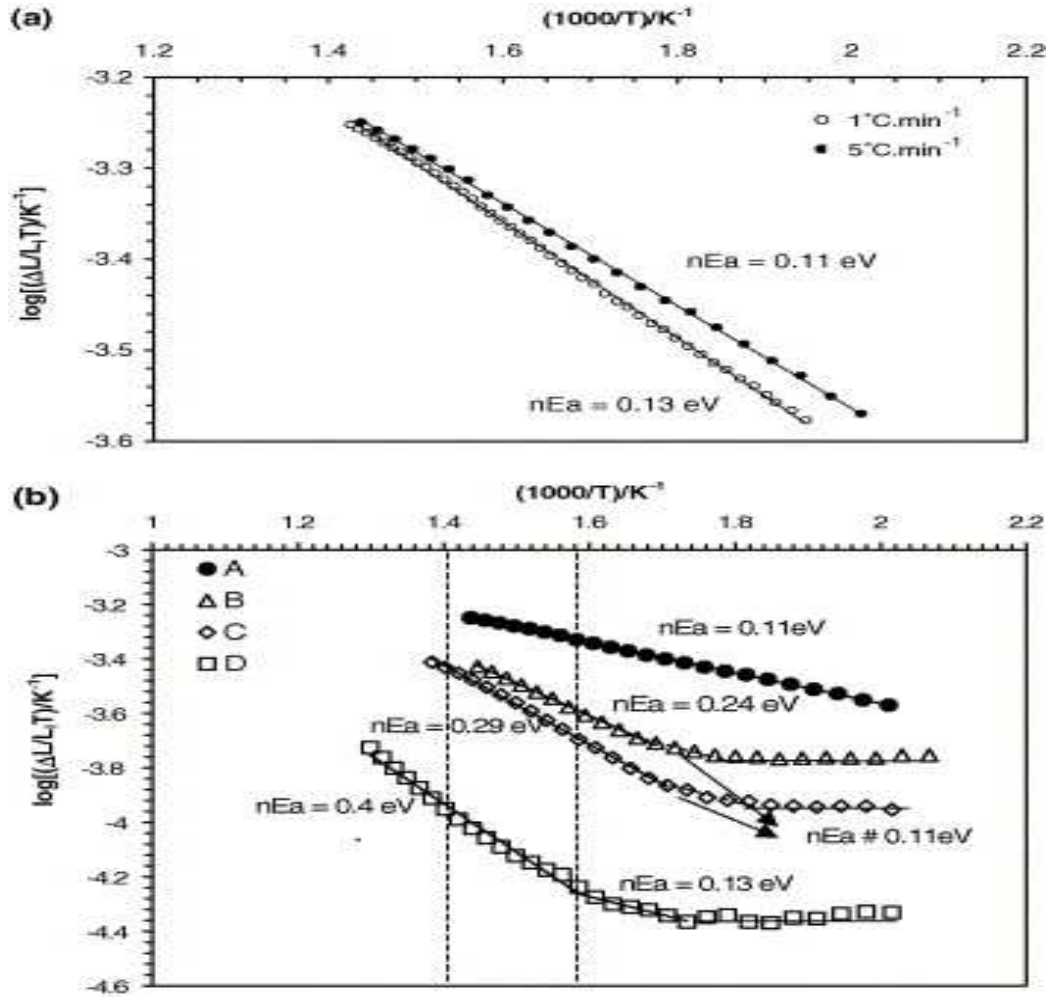 (a)
(1000/T)/K⁻¹
1.2 1.4 1.6 1.8 2 2.2
-3.2
-3.3
-3.4
-3.5
-3.6
log[(ΔL/LᵢT)/K⁻¹]
1°C.min⁻¹
5°C.min⁻¹
nEa = 0.11 eV
nEa = 0.13 eV
(b)
(1000/T)/K⁻¹
1 1.2 1.4 1.6 1.8 2 2.2
-3
-3.2
-3.4
-3.6
-3.8
-4
-4.2
-4.4
-4.6
log[(ΔL/LᵢT)/K⁻¹]
A
B
C
D
nEa = 0.11eV
nEa = 0.24 eV
nEa = 0.29 eV
nEa = 0.4 eV
nEa # 0.11eV
nEa = 0.13 eV